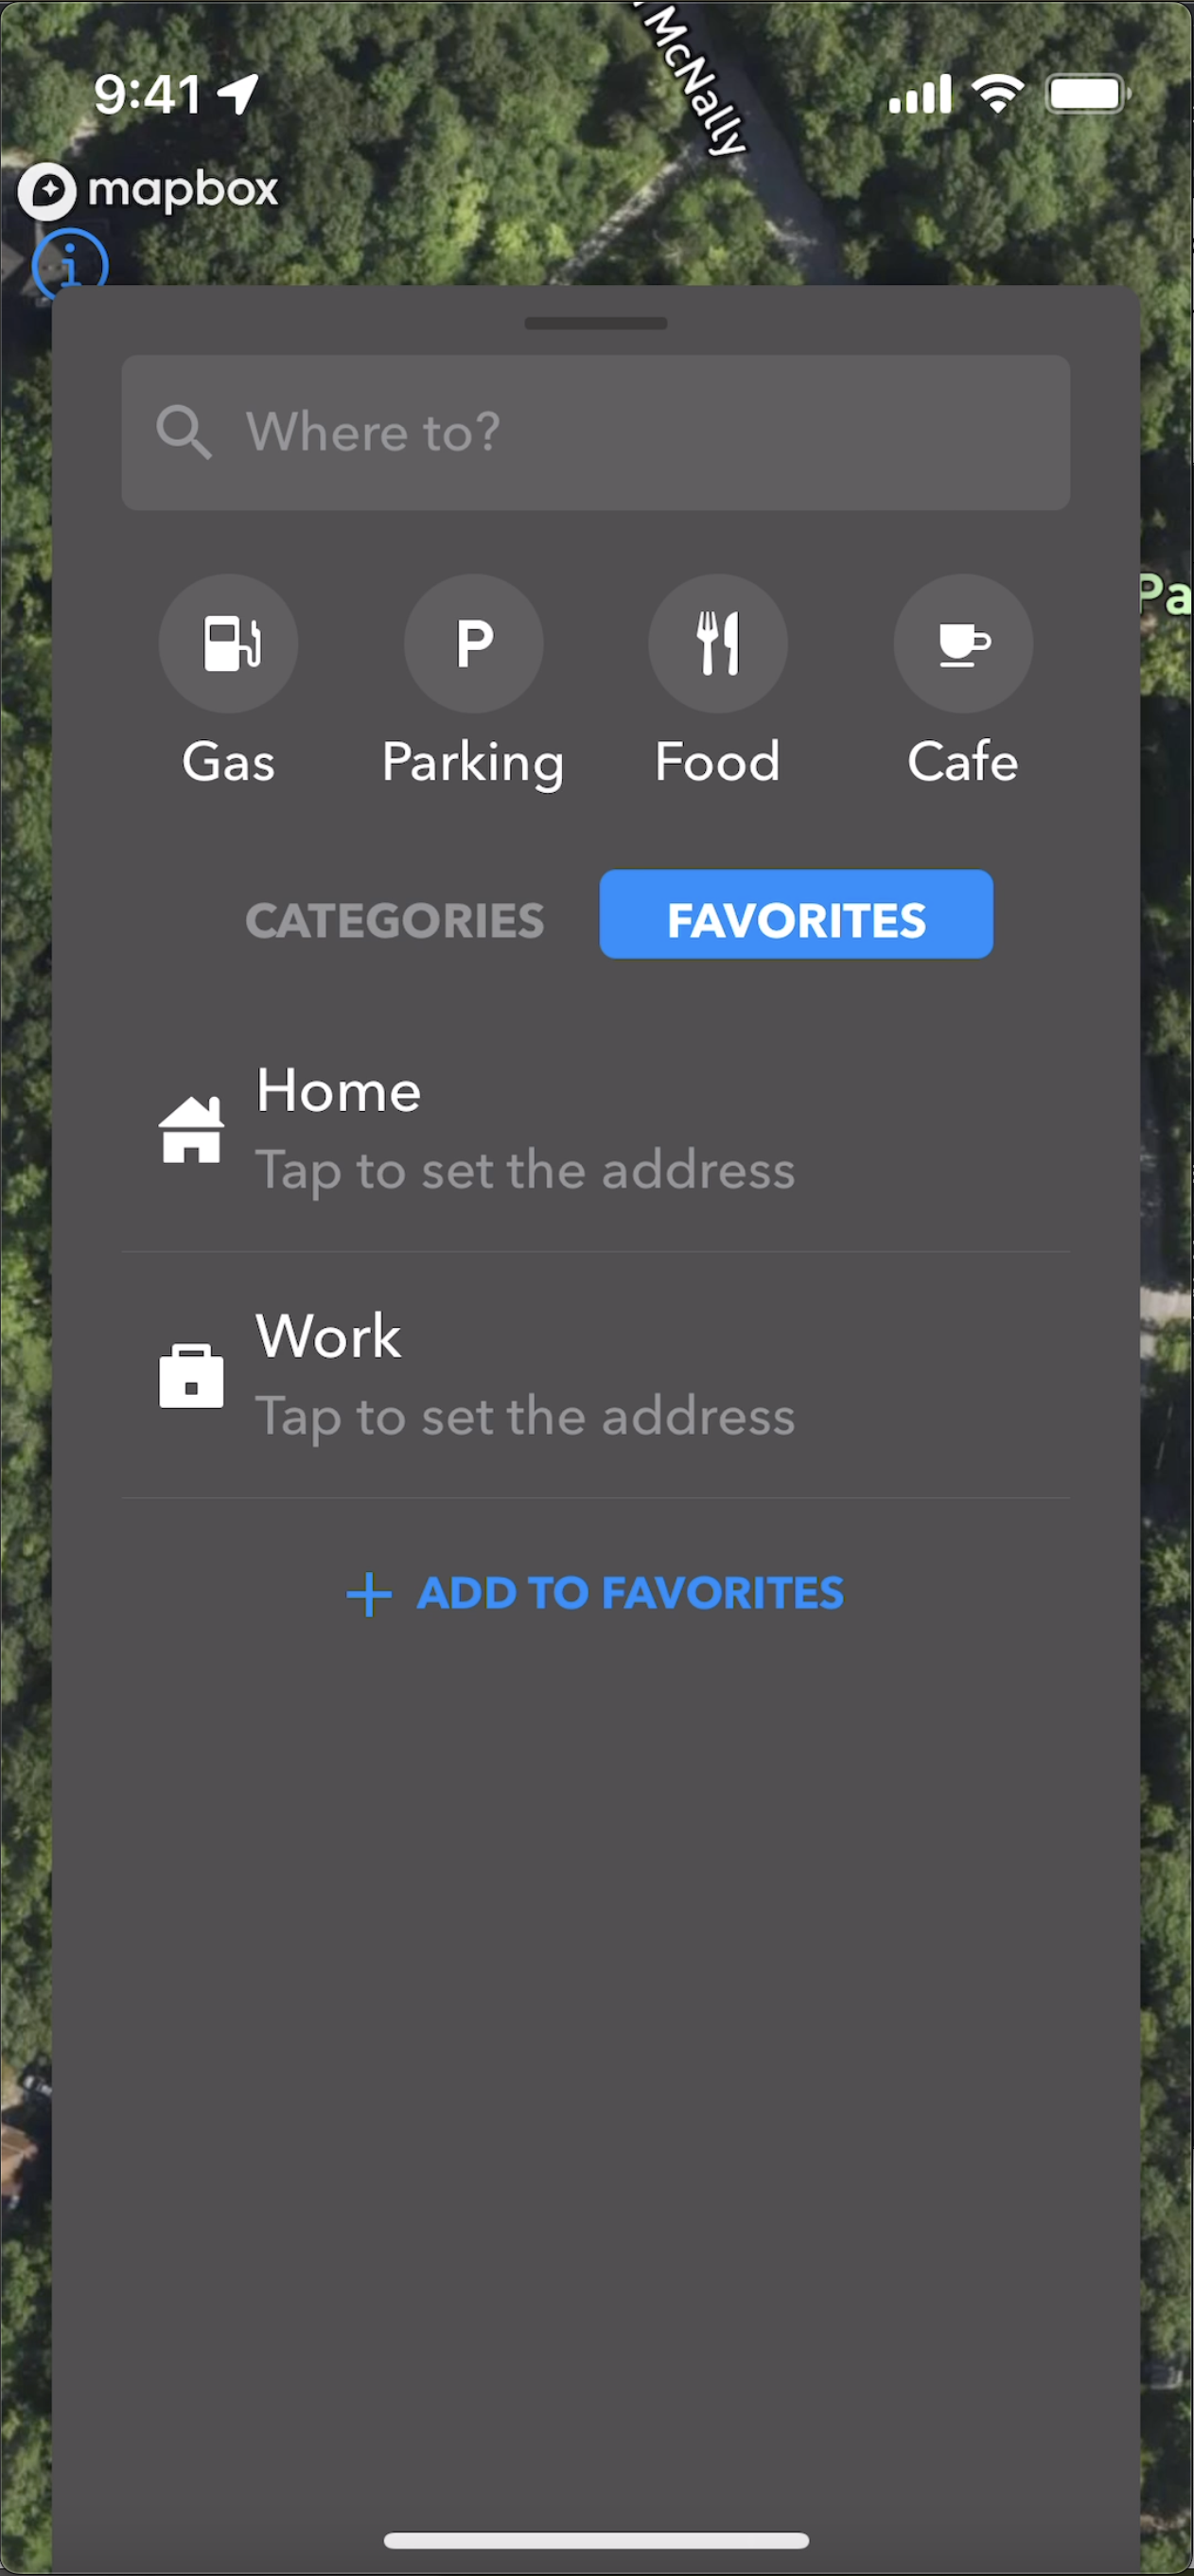 McNally
9:41
mapbox
Where to?
P
Gas
Parking
Food
Cafe
CATEGORIES
FAVORITES
Home
Tap to set the address
Work
Tap to set the address
+ ADD TO FAVORITES